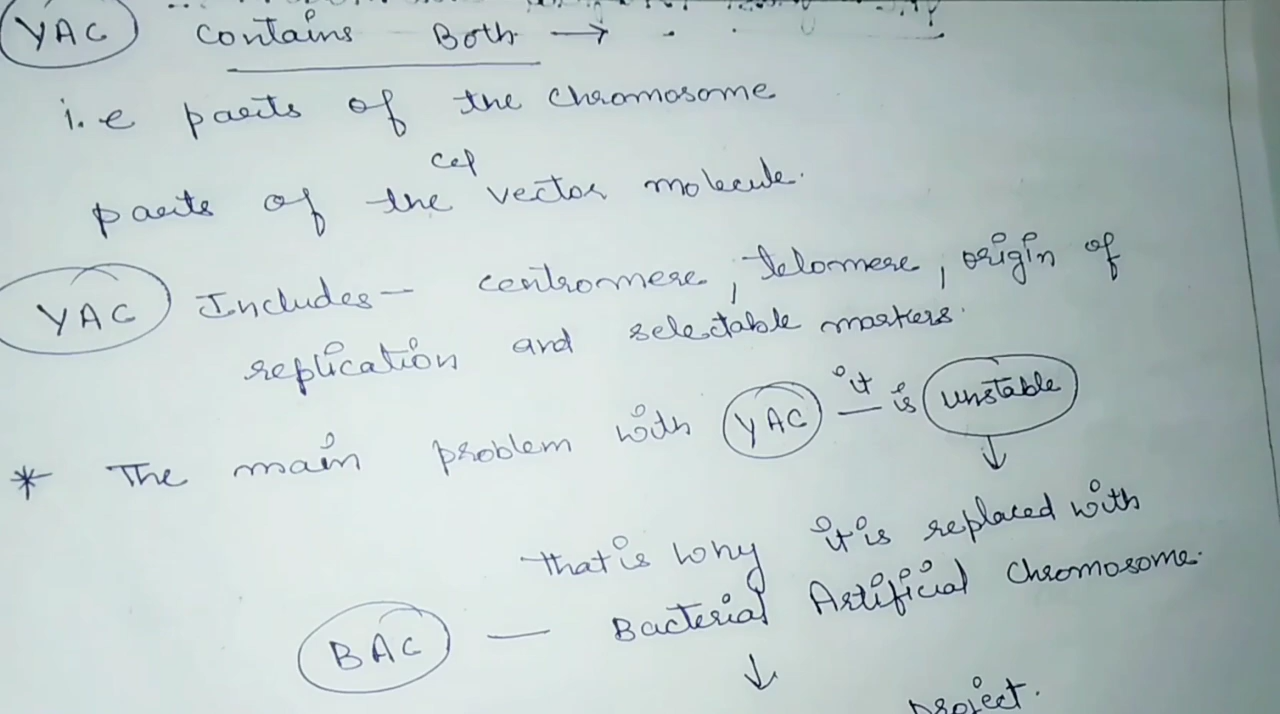 YAC contains Both →
i.e parts of the chromosome
parts of the vector molecule.
YAC Includes - centromere, telomere, origin of
replication and selectable markers.
* The main problem with YAC - it is unstable
↓
that is why it is replaced with
BAC - Bacterial Artificial Chromosome.
↓
project.